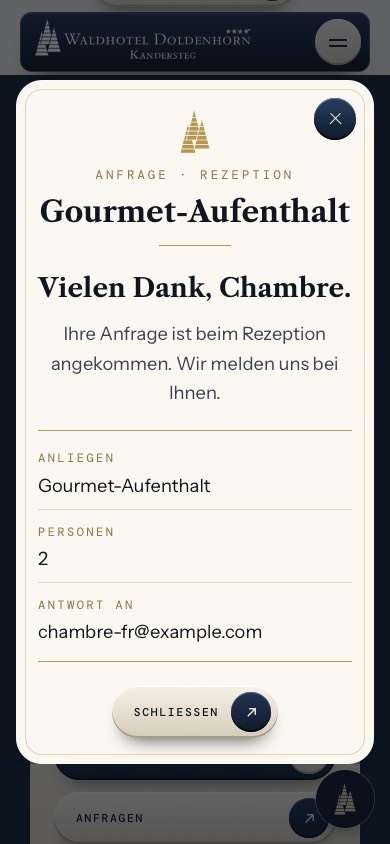 WALDHOTEL DOLDENHORN
KANDERSTEG
ANFRAGE · REZEPTION
Gourmet-Aufenthalt
Vielen Dank, Chambre.
Ihre Anfrage ist beim Rezeption
angekommen. Wir melden uns bei
Ihnen.
ANLIEGEN
Gourmet-Aufenthalt
PERSONEN
2
ANTWORT AN
chambre-fr@example.com
SCHLIESSEN
ANFRAGEN